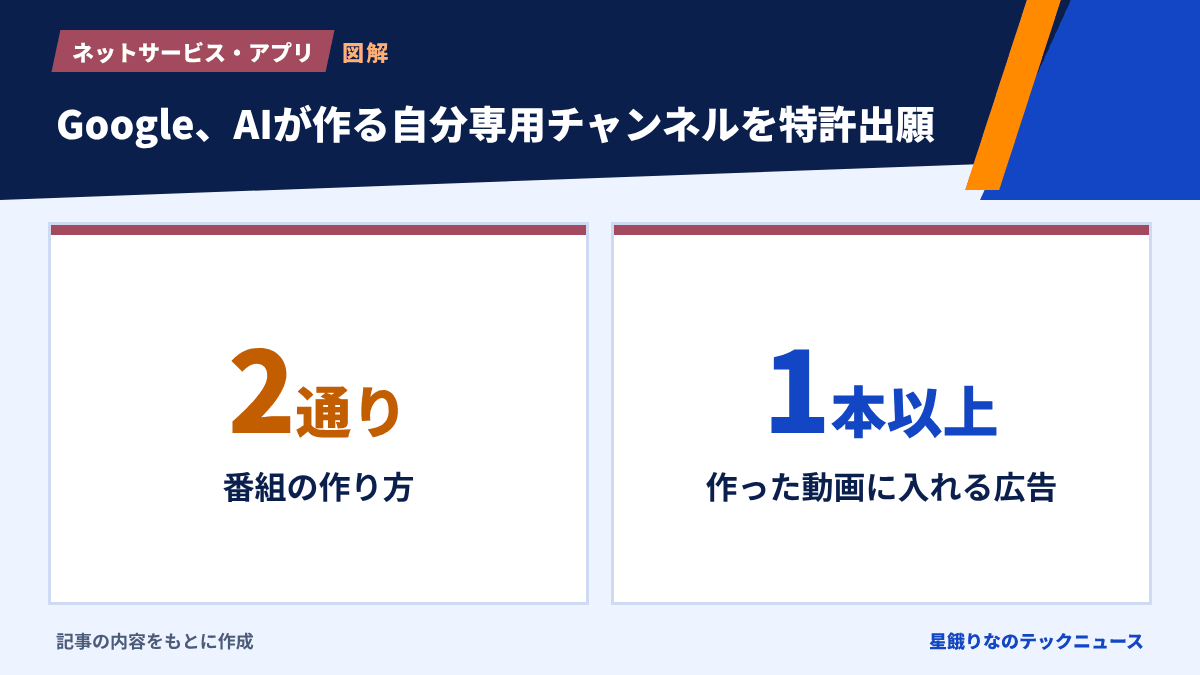 ネットサービス・アプリ 図解
Google、AIが作る自分専用チャンネルを特許出願
2通り
番組の作り方
1本以上
作った動画に入れる広告
記事の内容をもとに作成
星餓りなのテックニュース